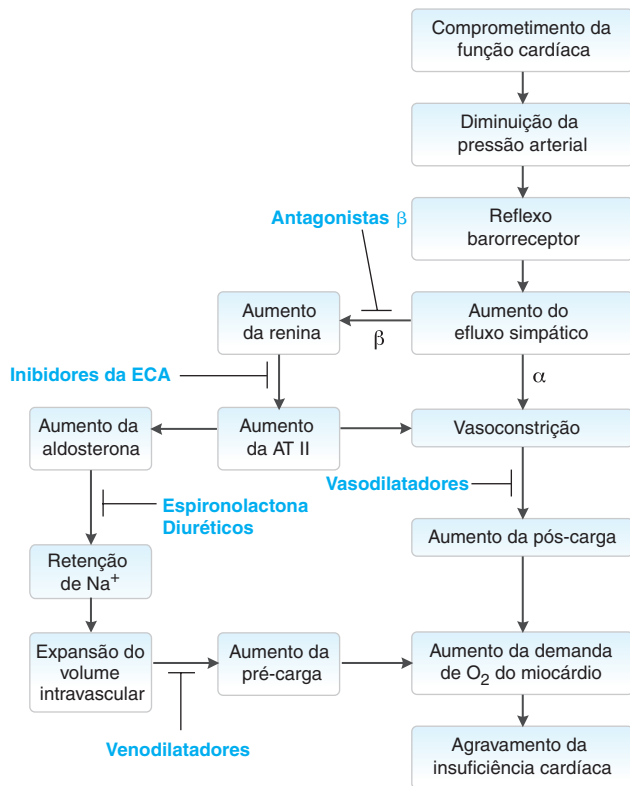 Comprometimento da
função cardíaca
Diminuição da
pressão arterial
Antagonistas β
Reflexo
barorreceptor
Aumento
da renina
β
Aumento do
efluxo simpático
Inibidores da ECA
α
Aumento da
aldosterona
Aumento
da AT II
Vasoconstrição
Vasodilatadores
Espironolactona
Diuréticos
Aumento da pós-carga
Retenção
de Na⁺
Expansão do
volume
intravascular
Aumento da
pré-carga
Aumento da demanda
de O₂ do miocárdio
Venodilatadores
Agravamento da
insuficiência cardíaca